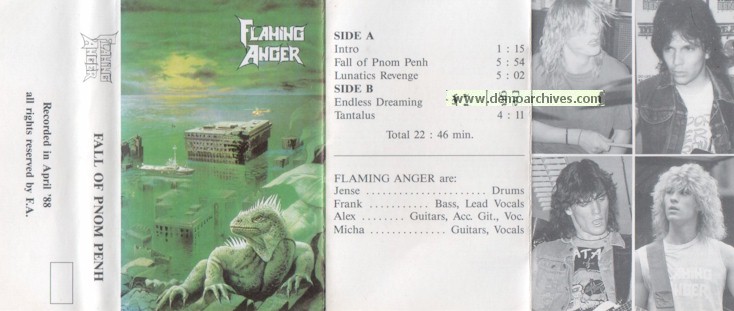 FLAMING
ANGER
FALL OF PNOM PENH
Recorded in April '88
all rights reserved by F.A.
FLAMING
ANGER
SIDE A
Intro 1 : 15
Fall of Pnom Penh 5 : 54
Lunatics Revenge 5 : 02
SIDE B
Endless Dreaming
www.demoarchives.com
Tantalus 4 : 11
Total 22 : 46 min.
FLAMING ANGER are:
Jense ..................... Drums
Frank ........... Bass, Lead Vocals
Alex ........ Guitars, Acc. Git., Voc.
Micha ............. Guitars, Vocals
FLAMING
ANGER